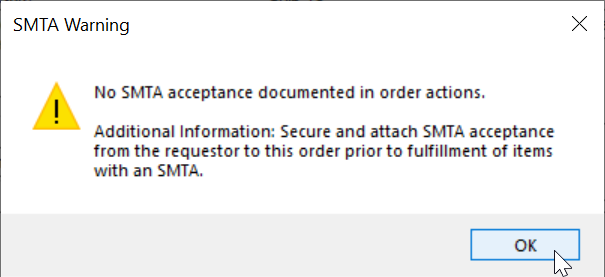 SMTA Warning
No SMTA acceptance documented in order actions.
Additional Information: Secure and attach SMTA acceptance
from the requestor to this order prior to fulfillment of items
with an SMTA.
OK